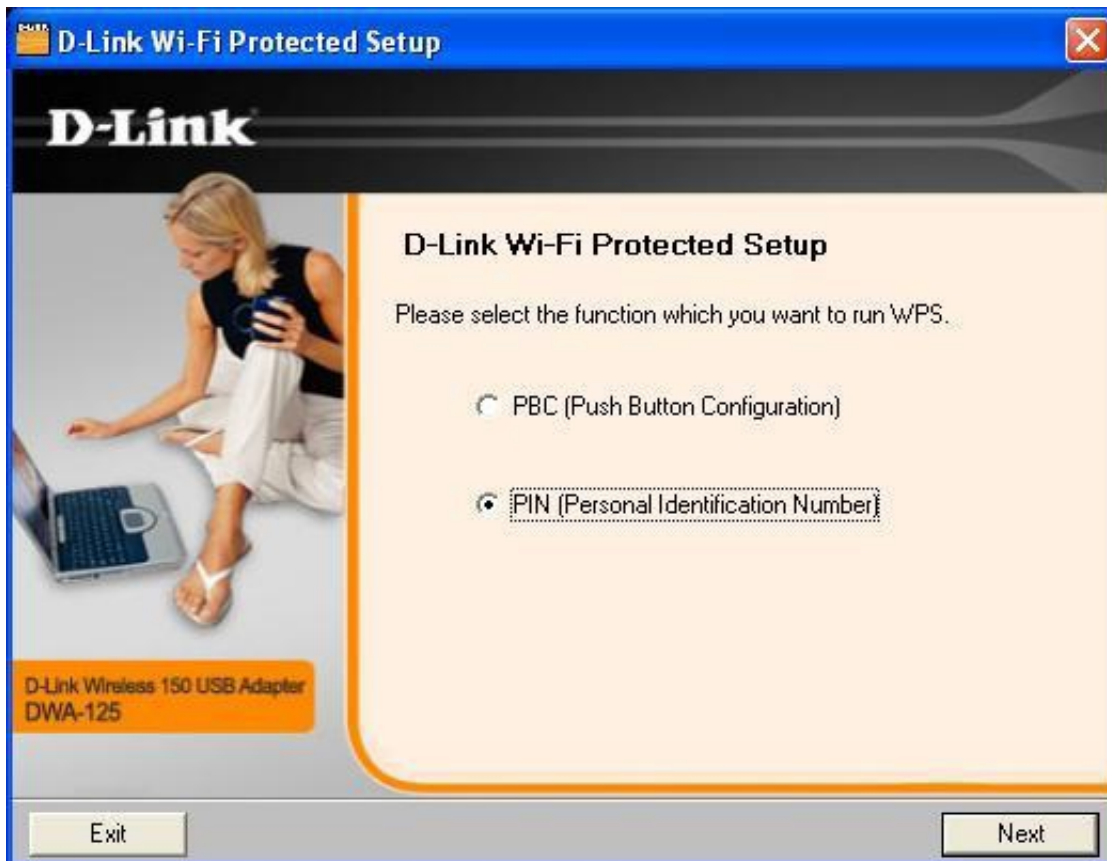 D-Link Wi-Fi Protected Setup
D-Link
D-Link Wi-Fi Protected Setup
Please select the function which you want to run WPS.
PBC (Push Button Configuration)
PIN (Personal Identification Number)
D-Link Wireless 150 USB Adapter
DWA-125
Exit
Next